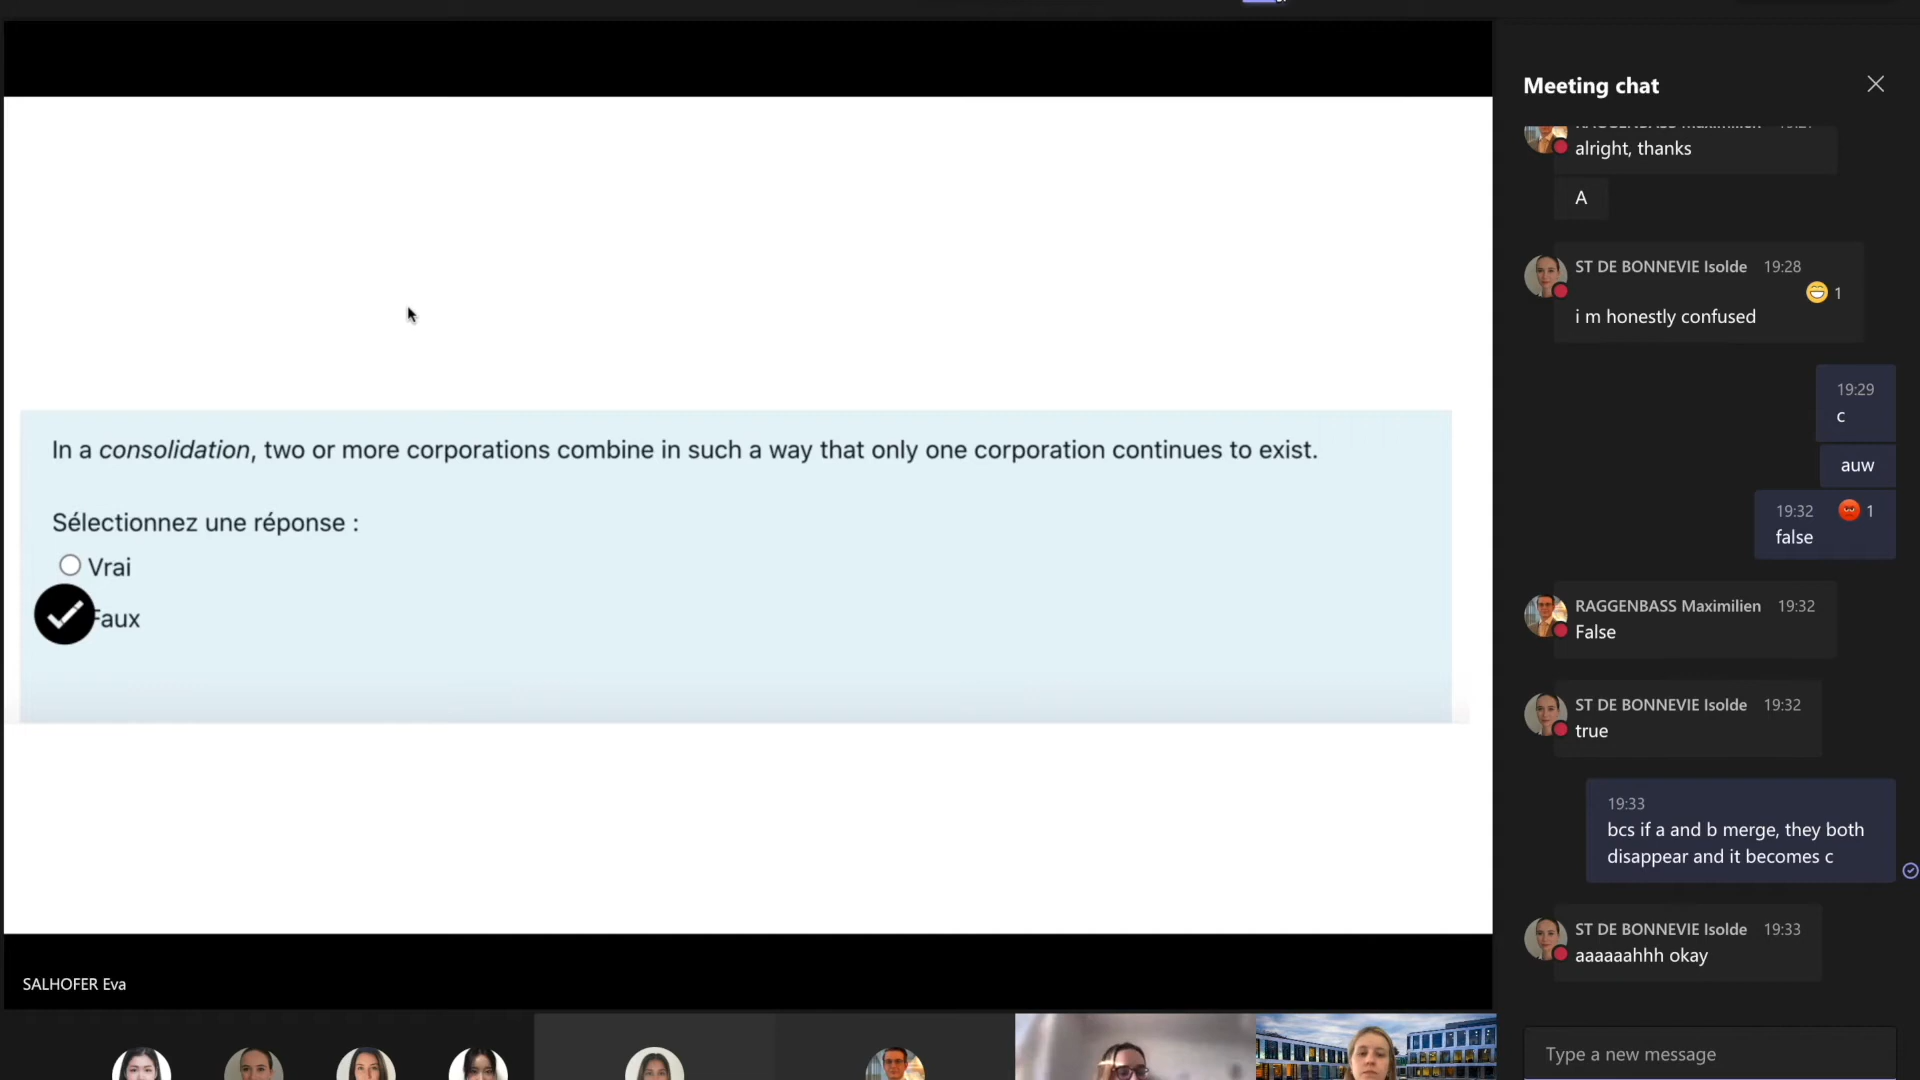 In a consolidation, two or more corporations combine in such a way that only one corporation continues to exist.
Sélectionnez une réponse :
Vrai
Faux
SALHOFER Eva
Meeting chat
alright, thanks
A
ST DE BONNEVIE Isolde 19:28
1
i m honestly confused
19:29
c
auw
19:32 1
false
RAGGENBASS Maximilien 19:32
False
ST DE BONNEVIE Isolde 19:32
true
19:33
bcs if a and b merge, they both
disappear and it becomes c
ST DE BONNEVIE Isolde 19:33
aaaaaahhh okay
Type a new message